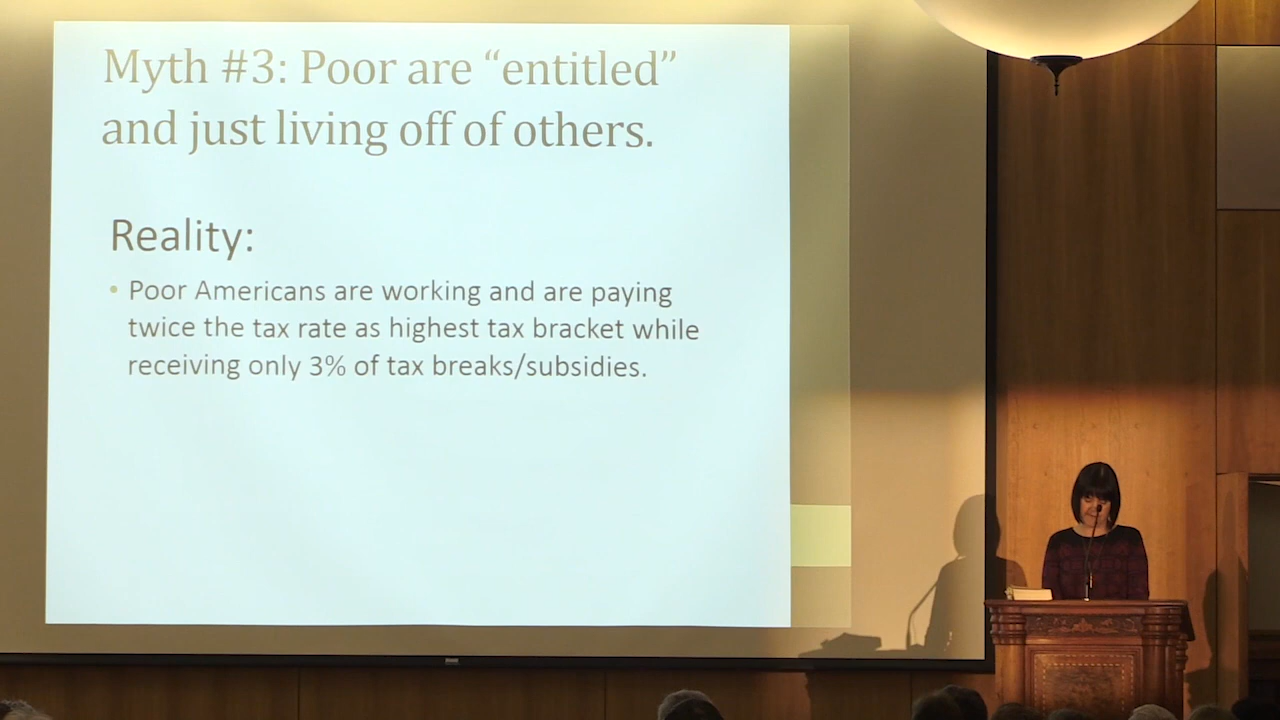 Myth #3: Poor are “entitled”
and just living off of others.
Reality:
• Poor Americans are working and are paying
twice the tax rate as highest tax bracket while
receiving only 3% of tax breaks/subsidies.